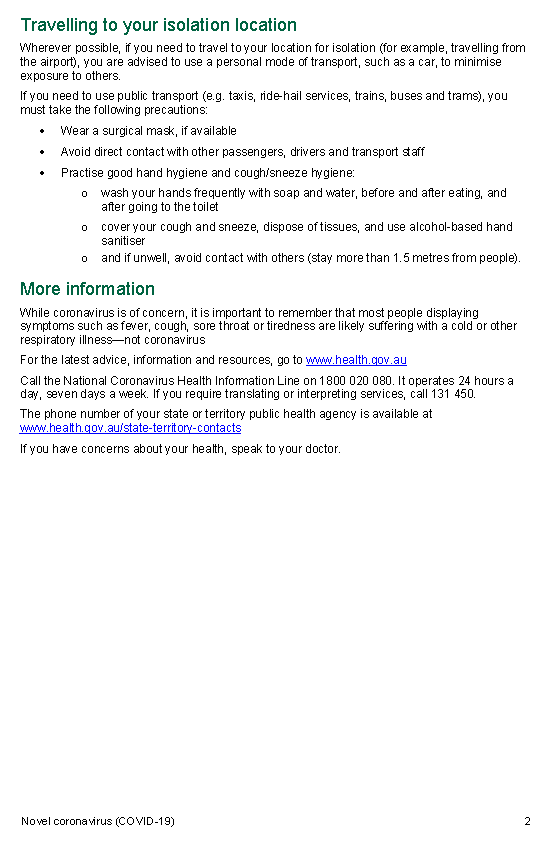 Travelling to your isolation location
Wherever possible, if you need to travel to your location for isolation (for example, travelling from
the airport), you are advised to use a personal mode of transport, such as a car, to minimise
exposure to others.
If you need to use public transport (e.g. taxis, ride-hail services, trains, buses and trams), you
must take the following precautions:
• Wear a surgical mask, if available
• Avoid direct contact with other passengers, drivers and transport staff
• Practise good hand hygiene and cough/sneeze hygiene:
o wash your hands frequently with soap and water, before and after eating, and
after going to the toilet
o cover your cough and sneeze, dispose of tissues, and use alcohol-based hand
sanitiser
o and if unwell, avoid contact with others (stay more than 1.5 metres from people).
More information
While coronavirus is of concern, it is important to remember that most people displaying
symptoms such as fever, cough, sore throat or tiredness are likely suffering with a cold or other
respiratory illness—not coronavirus
For the latest advice, information and resources, go to www.health.gov.au
Call the National Coronavirus Health Information Line on 1800 020 080. It operates 24 hours a
day, seven days a week. If you require translating or interpreting services, call 131 450.
The phone number of your state or territory public health agency is available at
www.health.gov.au/state-territory-contacts
If you have concerns about your health, speak to your doctor.
Novel coronavirus (COVID-19) 2